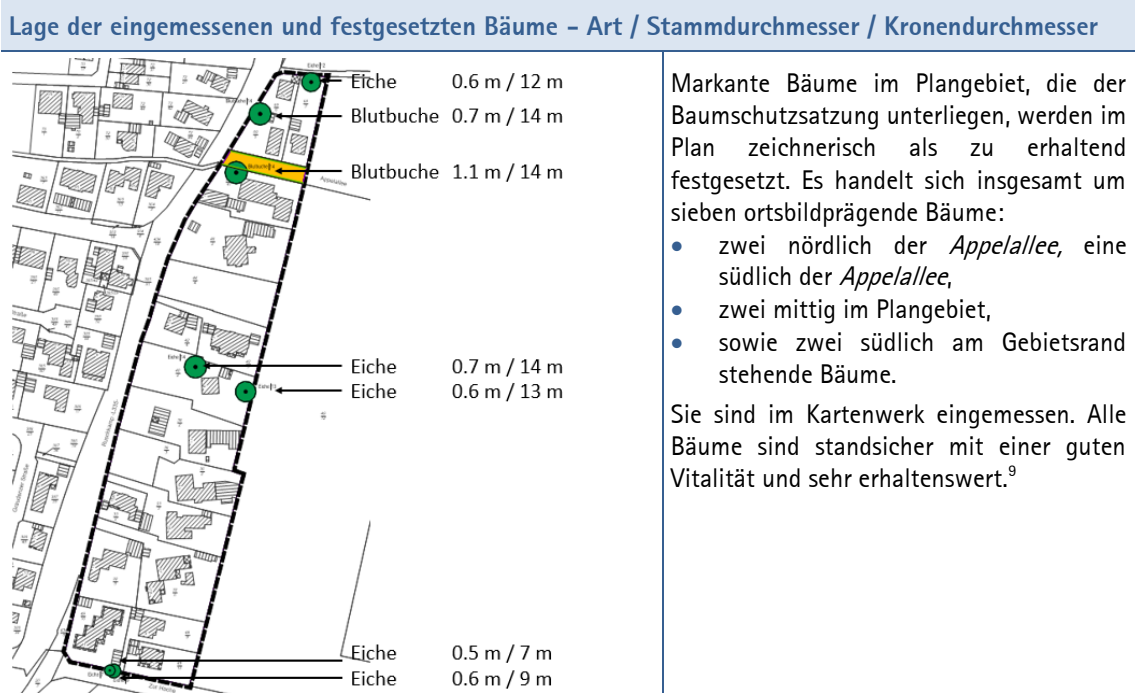 Lage der eingemessenen und festgesetzten Bäume – Art / Stammdurchmesser / Kronendurchmesser
Eiche 0.6 m / 12 m
Blutbuche 0.7 m / 14 m
Blutbuche 1.1 m / 14 m
Appelallee
Eiche 0.7 m / 14 m
Eiche 0.6 m / 13 m
Eiche 0.5 m / 7 m
Eiche 0.6 m / 9 m
Markante Bäume im Plangebiet, die der
Baumschutzsatzung unterliegen, werden im
Plan zeichnerisch als zu erhaltend
festgesetzt. Es handelt sich insgesamt um
sieben ortsbildprägende Bäume:
• zwei nördlich der Appelallee, eine
südlich der Appelallee,
• zwei mittig im Plangebiet,
• sowie zwei südlich am Gebietsrand
stehende Bäume.
Sie sind im Kartenwerk eingemessen. Alle
Bäume sind standsicher mit einer guten
Vitalität und sehr erhaltenswert.9